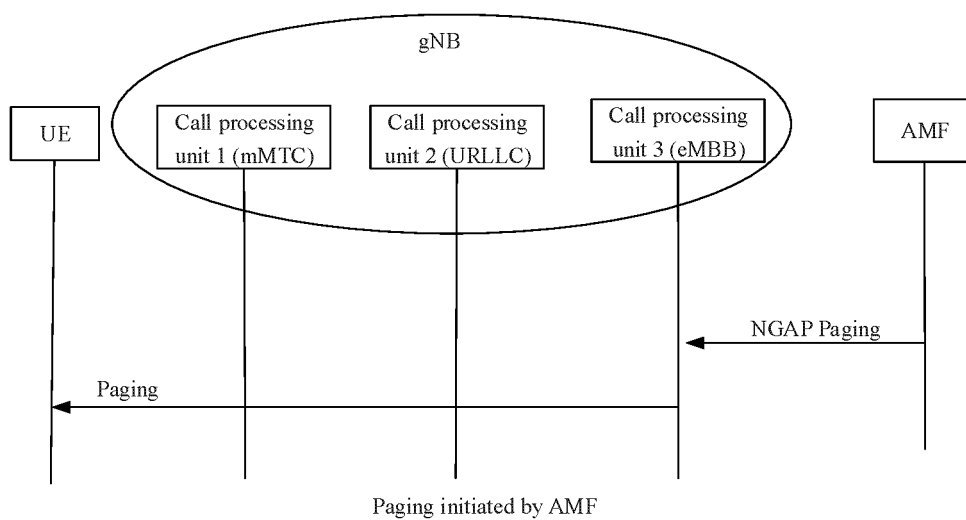 gNB
UE
Call processing
unit 1 (mMTC)
Call processing
unit 2 (URLLC)
Call processing
unit 3 (eMBB)
AMF
NGAP Paging
Paging
Paging initiated by AMF